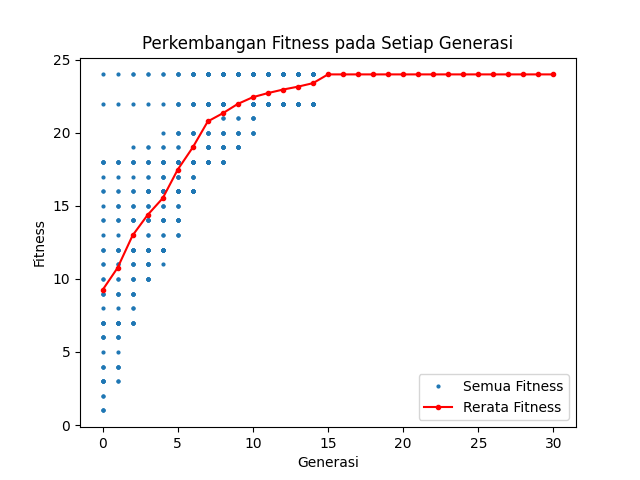 Perkembangan Fitness pada Setiap Generasi
25
20
15
10
5
0
Fitness
0 5 10 15 20 25 30
Generasi
Semua Fitness
Rerata Fitness